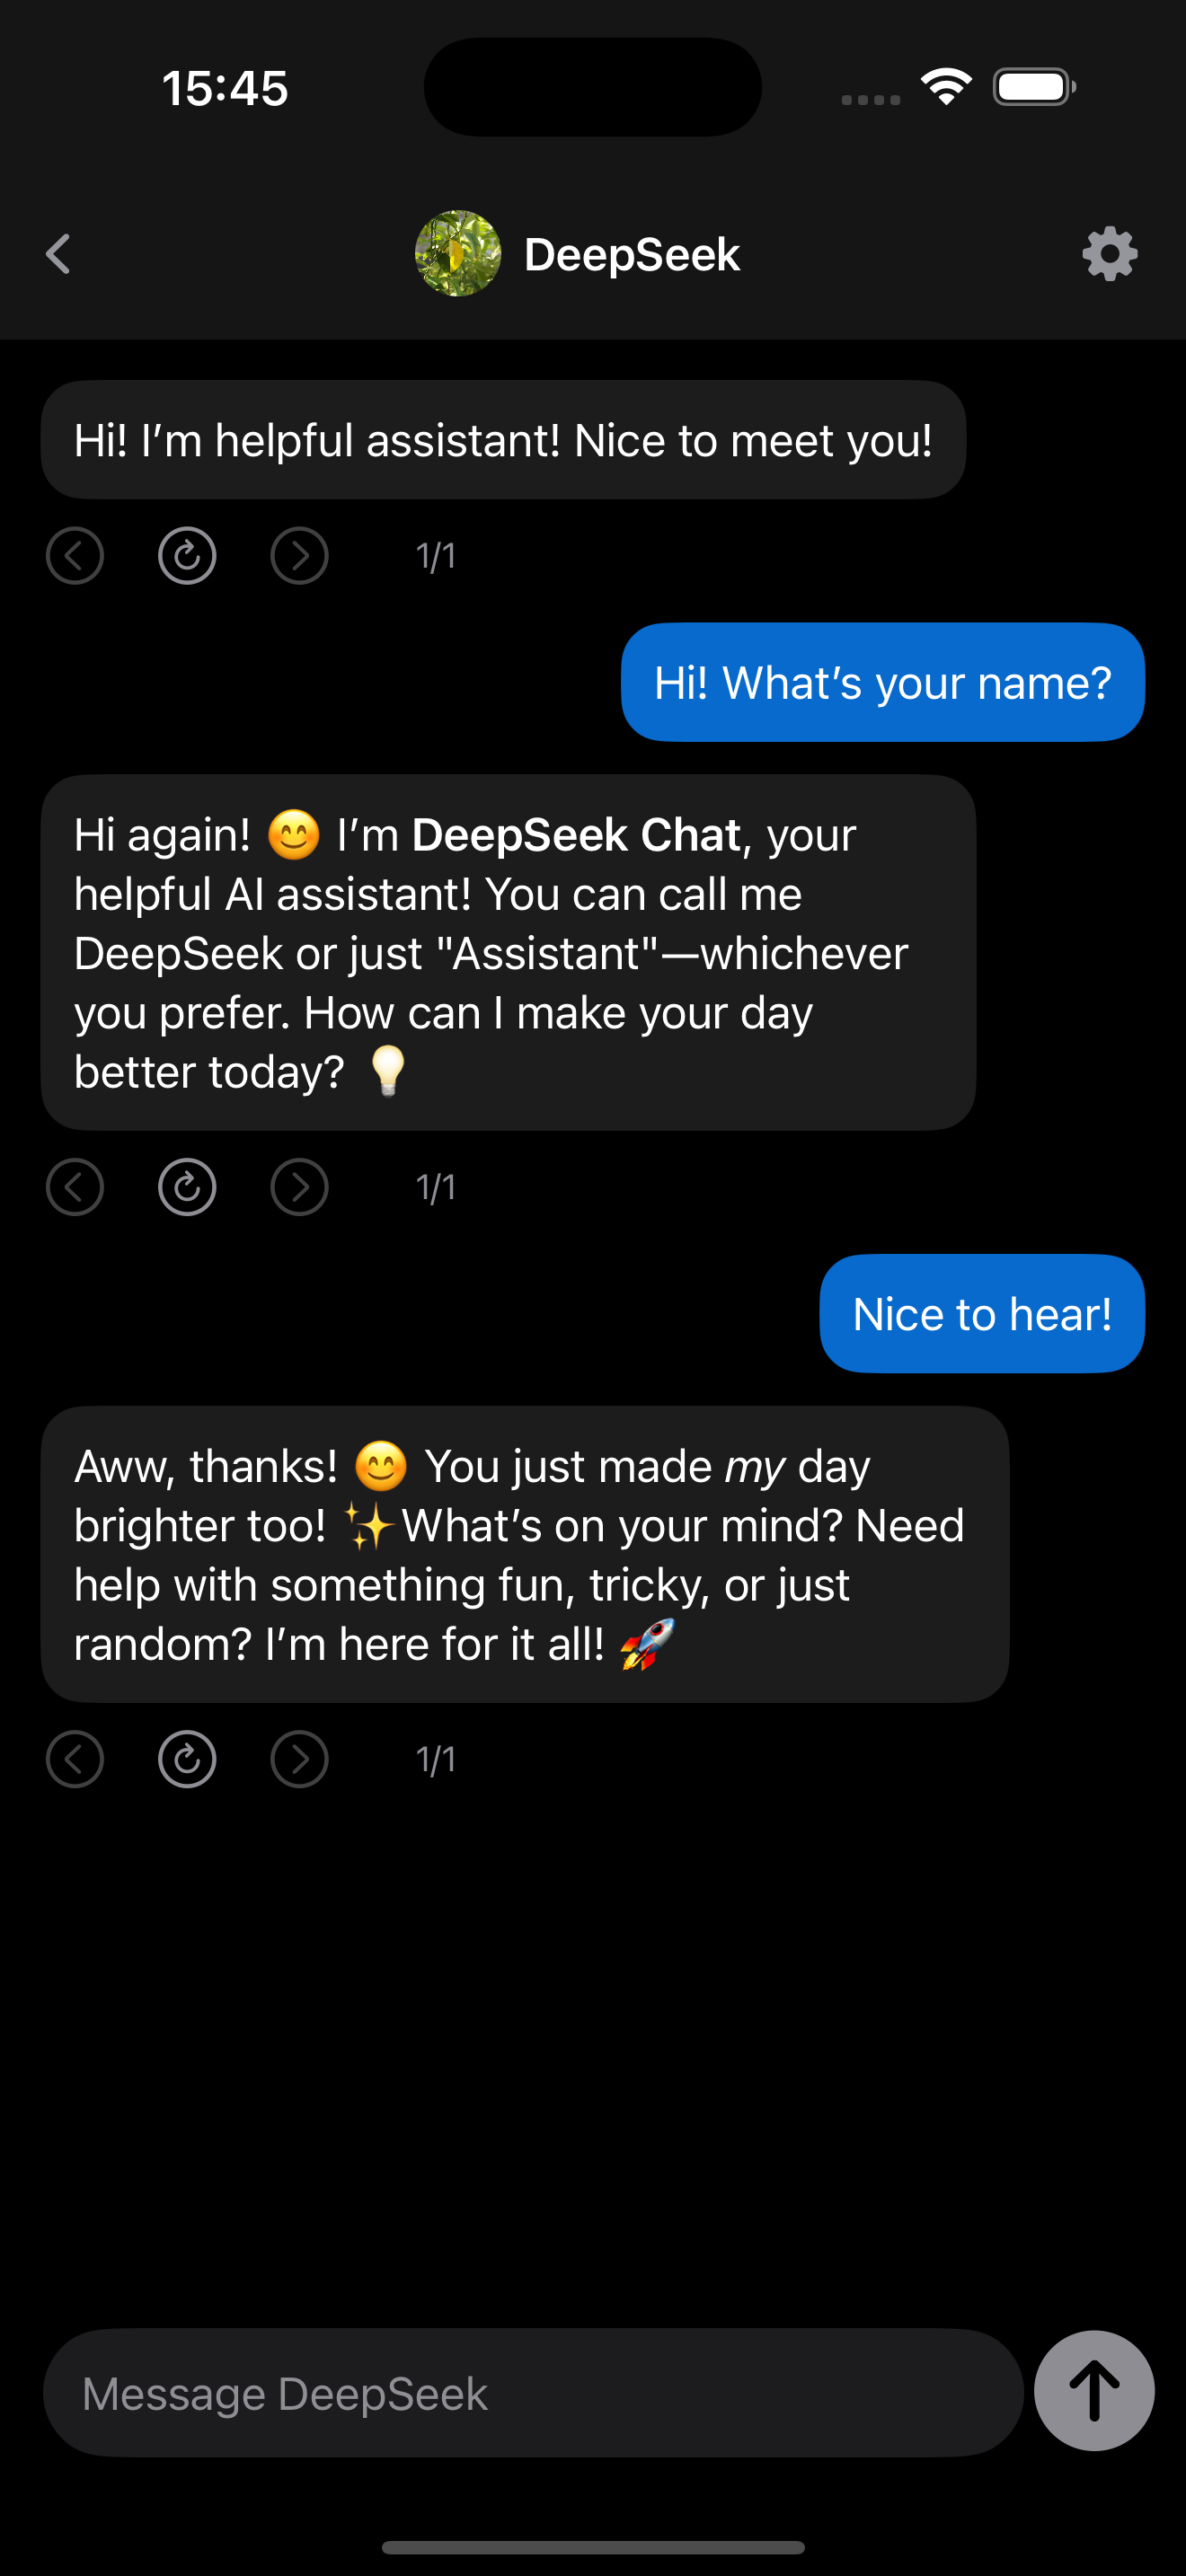 15:45
DeepSeek
Hi! I’m helpful assistant! Nice to meet you!
1/1
Hi! What’s your name?
Hi again! 😊 I’m DeepSeek Chat, your
helpful AI assistant! You can call me
DeepSeek or just "Assistant"—whichever
you prefer. How can I make your day
better today? 💡
1/1
Nice to hear!
Aww, thanks! 😊 You just made my day
brighter too! ✨What’s on your mind? Need
help with something fun, tricky, or just
random? I’m here for it all! 🚀
1/1
Message DeepSeek